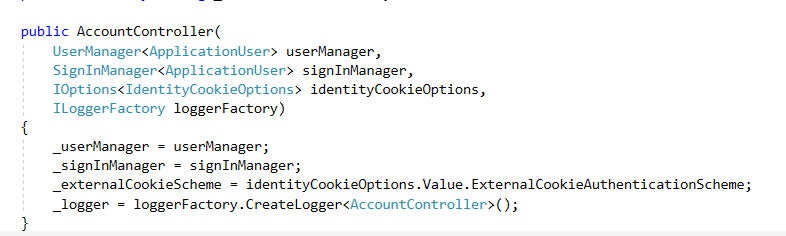 public AccountController(
UserManager<ApplicationUser> userManager,
SignInManager<ApplicationUser> signInManager,
IOptions<IdentityCookieOptions> identityCookieOptions,
ILoggerFactory loggerFactory)
{
_userManager = userManager;
_signInManager = signInManager;
_externalCookieScheme = identityCookieOptions.Value.ExternalCookieAuthenticationScheme;
_logger = loggerFactory.CreateLogger<AccountController>();
}